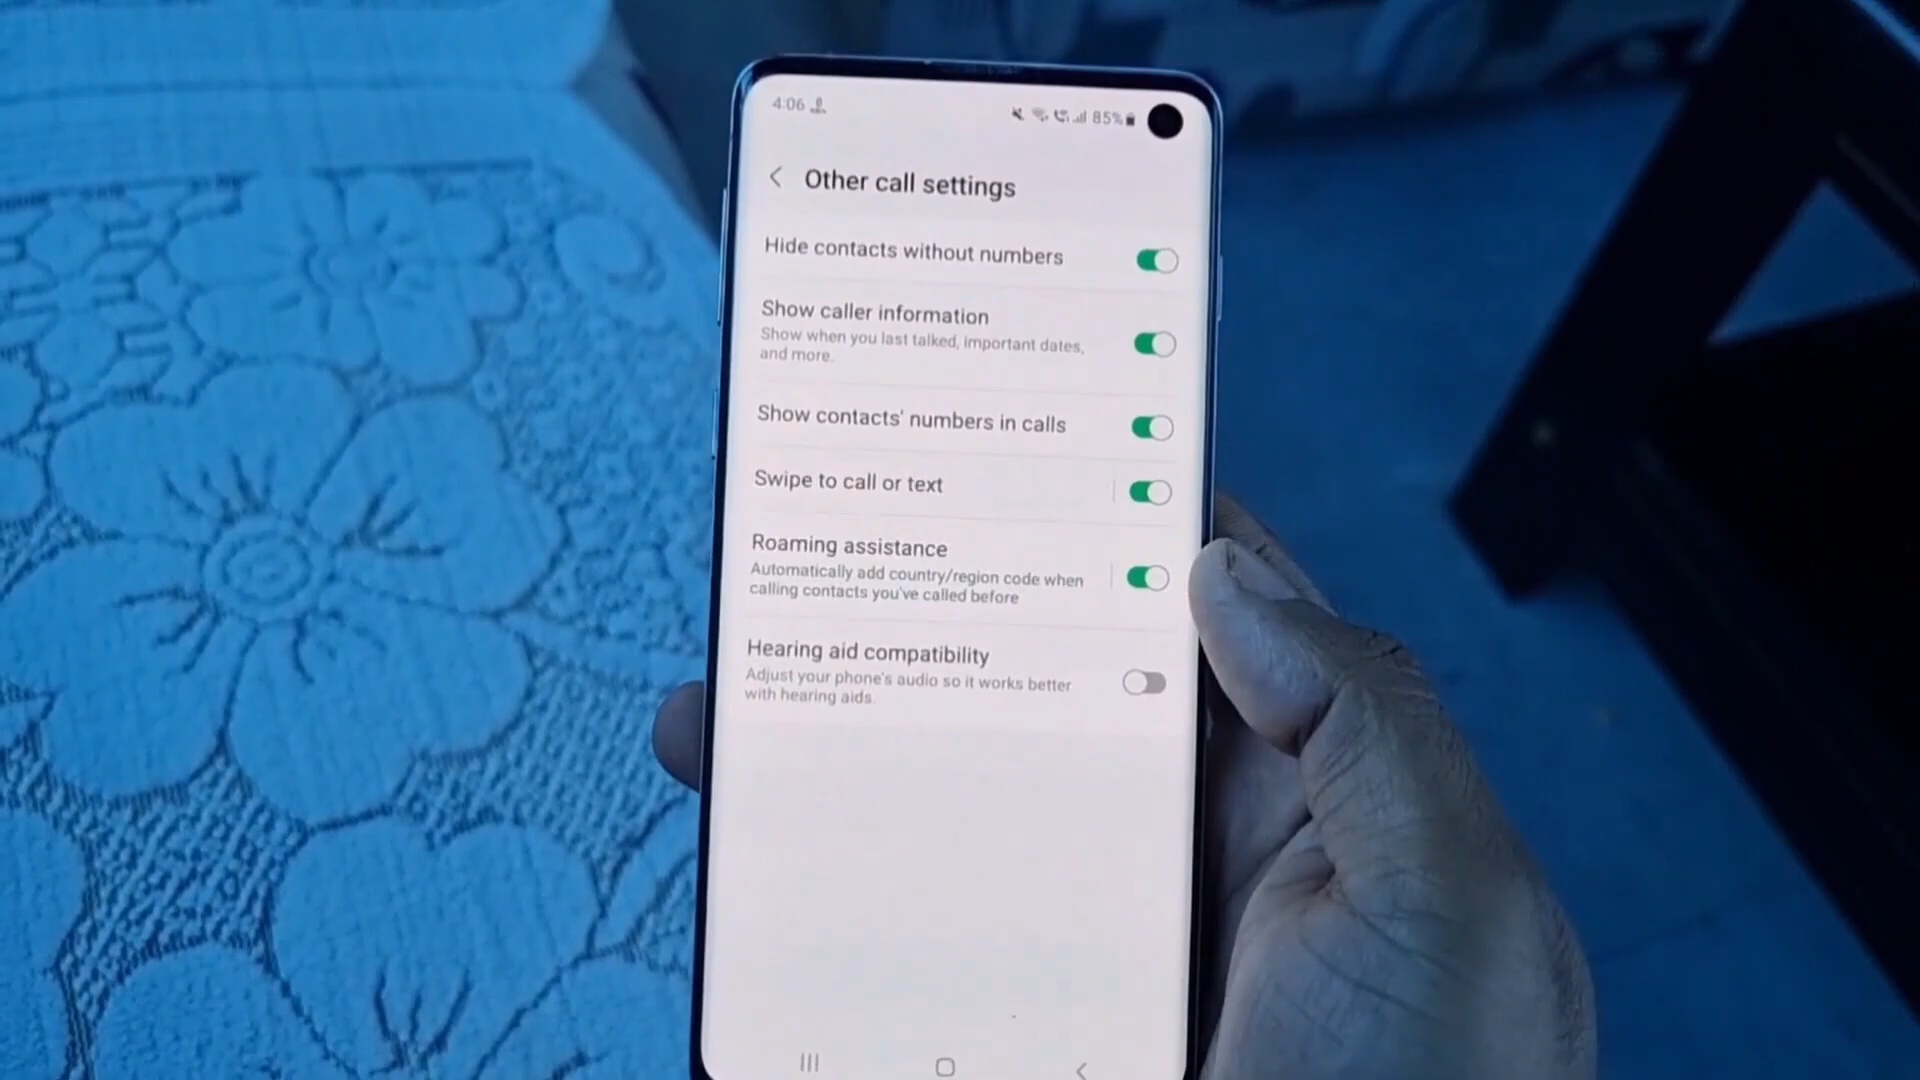 4:06
85%
Other call settings
Hide contacts without numbers
Show caller information
Show when you last talked, important dates,
and more.
Show contacts' numbers in calls
Swipe to call or text
Roaming assistance
Automatically add country/region code when
calling contacts you've called before
Hearing aid compatibility
Adjust your phone's audio so it works better
with hearing aids.